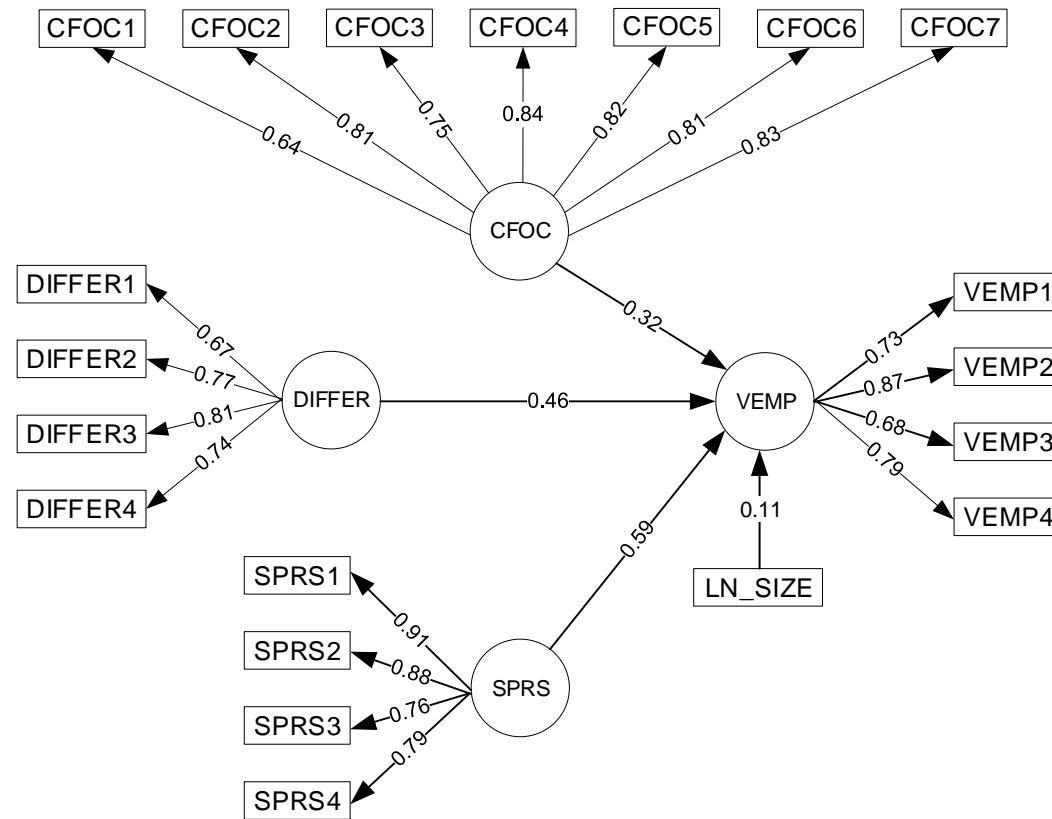 CFOC1 CFOC2 CFOC3 CFOC4 CFOC5 CFOC6 CFOC7
0.64 0.81 0.75 0.84 0.82 0.81 0.83
CFOC
0.32
DIFFER1
DIFFER2
DIFFER3
DIFFER4
0.67
0.77
0.81
0.74
DIFFER
0.46
VEMP
0.73
0.87
0.68
0.79
VEMP1
VEMP2
VEMP3
VEMP4
0.59
0.11
LN_SIZE
SPRS1
SPRS2
SPRS3
SPRS4
0.91
0.88
0.76
0.79
SPRS